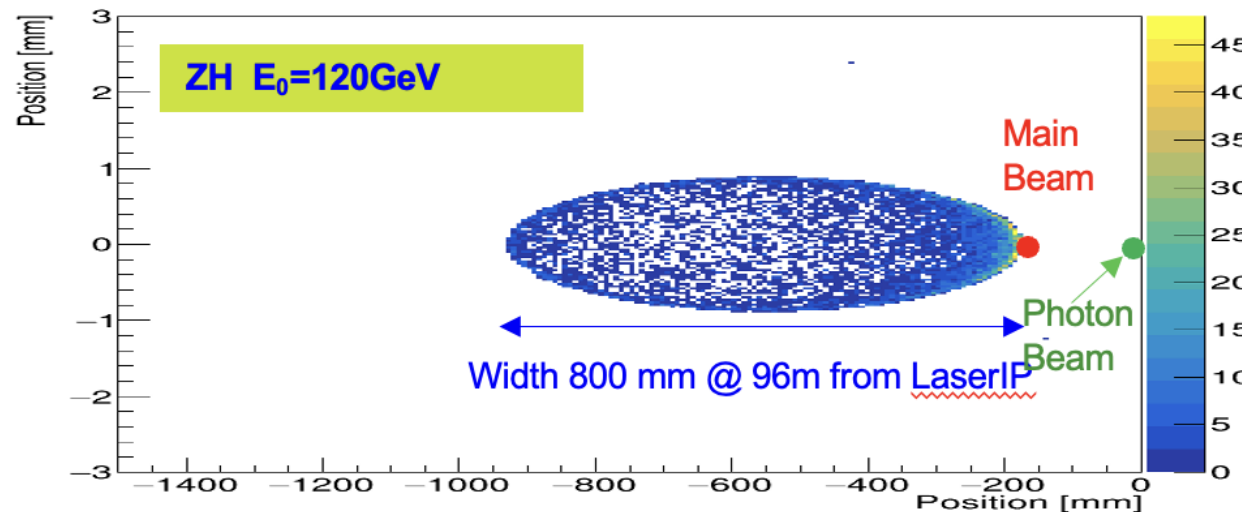 Position [mm]
3
2
1
0
−1
−2
−3
ZH E₀=120GeV
Main
Beam
Photon
Beam
Width 800 mm @ 96m from LaserIP
−1400 −1200 −1000 −800 −600 −400 −200 0
Position [mm]
45
40
35
30
25
20
15
10
5
0